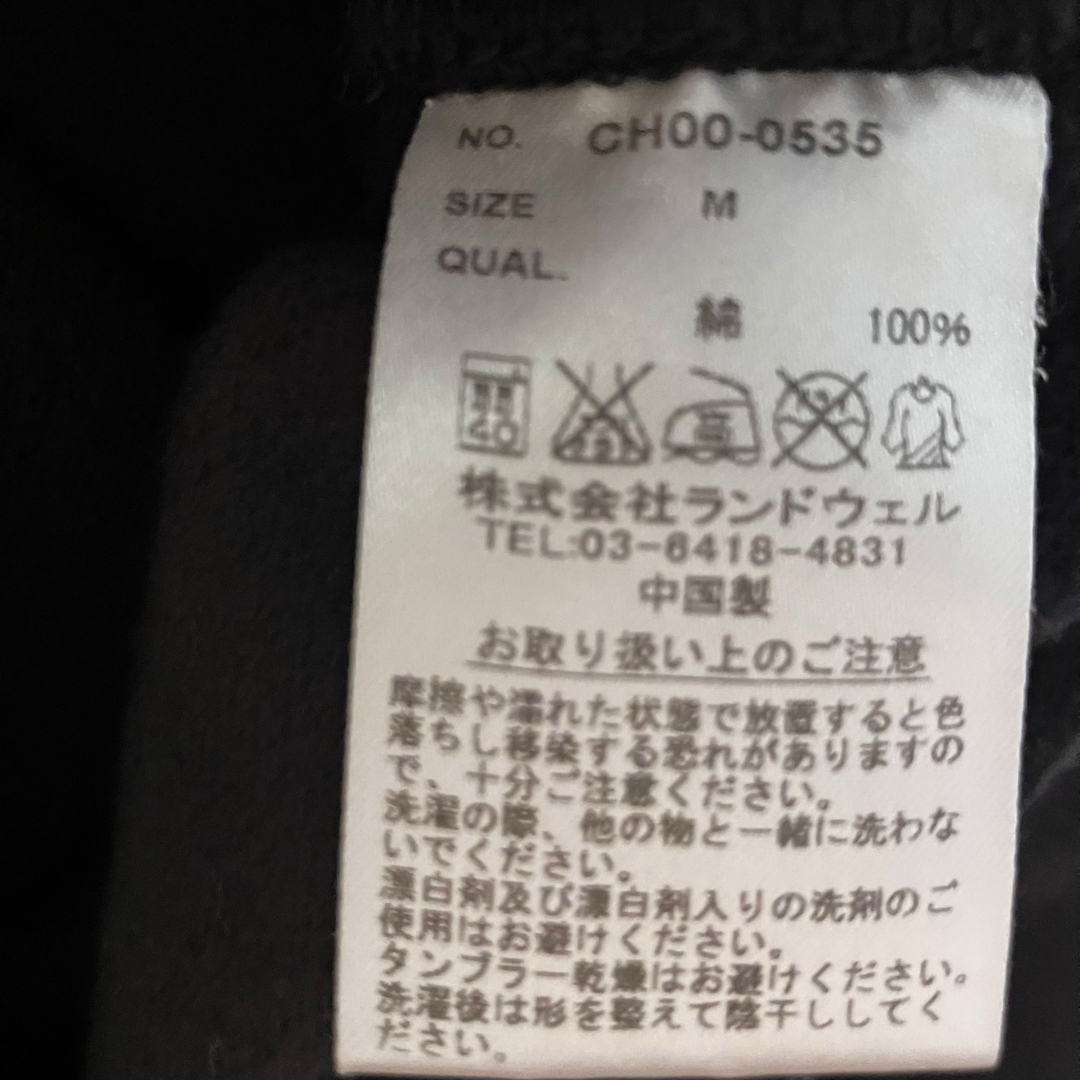 NO. CH00-0535
SIZE M
QUAL.
綿 100%
40
株式会社ランドウェル
TEL:03-6418-4831
中国製
お取り扱い上のご注意
摩擦や濡れた状態で放置すると色
落ちし移染する恐れがありますの
で、十分ご注意ください。
洗濯の際、他の物と一緒に洗わな
いでください。
漂白剤及び漂白剤入りの洗剤のご
使用はお避けください。
タンブラー乾燥はお避けください。
洗濯後は形を整えて陰干ししてく
ださい。